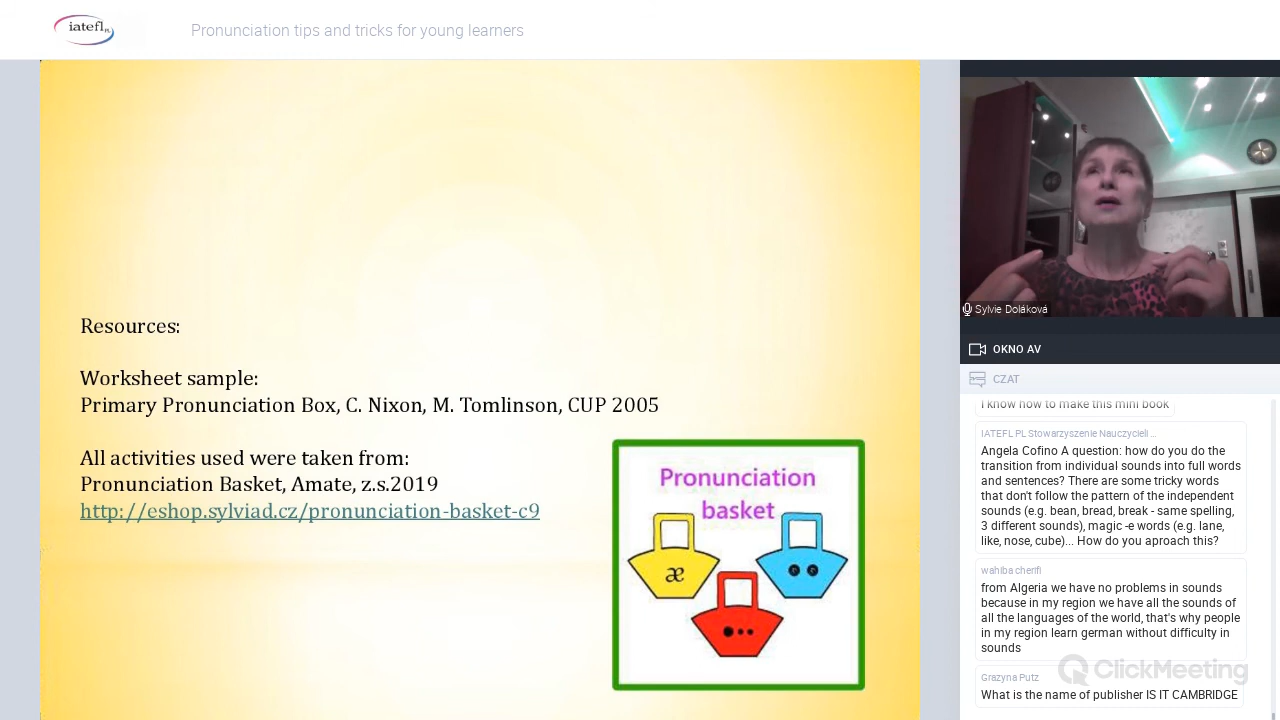 iatefl PL
Pronunciation tips and tricks for young learners
Resources:
Worksheet sample:
Primary Pronunciation Box, C. Nixon, M. Tomlinson, CUP 2005
All activities used were taken from:
Pronunciation Basket, Amate, z.s.2019
http://eshop.sylviad.cz/pronunciation-basket-c9
Pronunciation
basket
æ
Sylvie Doláková
OKNO AV
CZAT
I know how to make this mini book
IATEFL PL Stowarzyszenie Nauczycieli ...
Angela Cofino A question: how do you do the
transition from individual sounds into full words
and sentences? There are some tricky words
that don't follow the pattern of the independent
sounds (e.g. bean, bread, break - same spelling,
3 different sounds), magic -e words (e.g. lane,
like, nose, cube)... How do you aproach this?
wahiba cherifi
from Algeria we have no problems in sounds
because in my region we have all the sounds of
all the languages of the world, that's why people
in my region learn german without difficulty in
sounds
ClickMeeting
Grazyna Putz
What is the name of publisher IS IT CAMBRIDGE